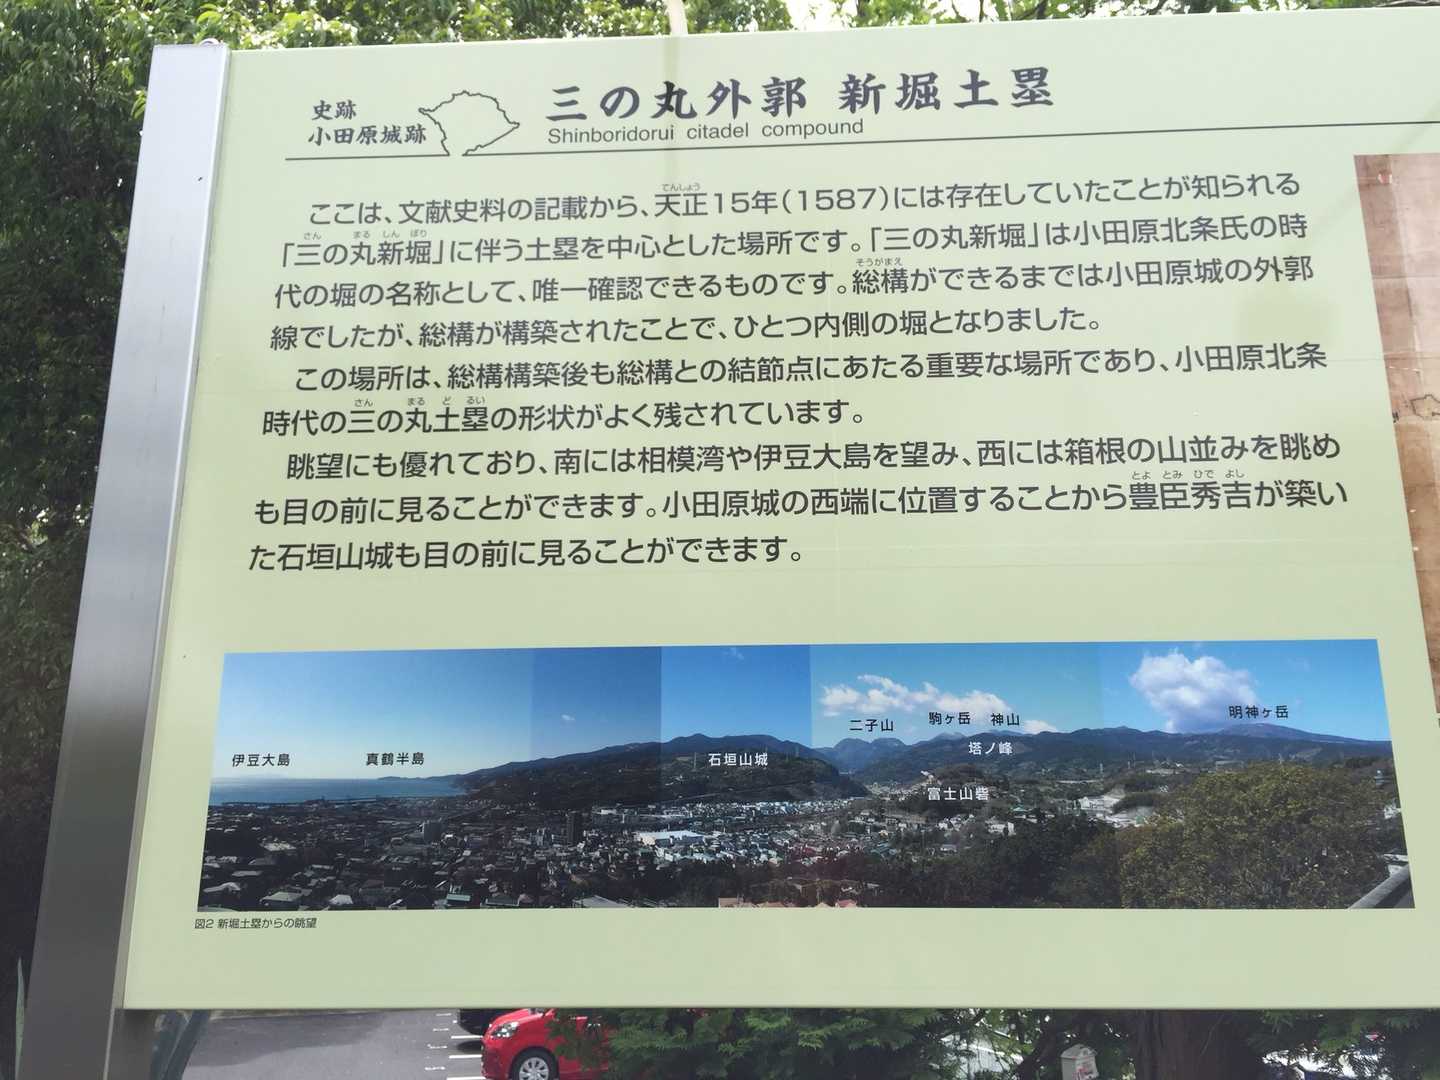 史跡
小田原城跡
三の丸外郭 新堀土塁
Shinboridorui citadel compound
てんしょう
ここは、文献史料の記載から、天正15年(1587)には存在していたことが知られる
さん まる しん ぼり
「三の丸新堀」に伴う土塁を中心とした場所です。「三の丸新堀」は小田原北条氏の時
そうがまえ
代の堀の名称として、唯一確認できるものです。総構ができるまでは小田原城の外郭
線でしたが、総構が構築されたことで、ひとつ内側の堀となりました。
この場所は、総構構築後も総構との結節点にあたる重要な場所であり、小田原北条
さん まる ど るい
時代の三の丸土塁の形状がよく残されています。
眺望にも優れており、南には相模湾や伊豆大島を望み、西には箱根の山並みを眺め
とよ とみ ひで よし
も目の前に見ることができます。小田原城の西端に位置することから豊臣秀吉が築い
た石垣山城も目の前に見ることができます。
二子山 駒ヶ岳 神山 明神ヶ岳
伊豆大島 真鶴半島 石垣山城 塔ノ峰
富士山砦
図2 新堀土塁からの眺望